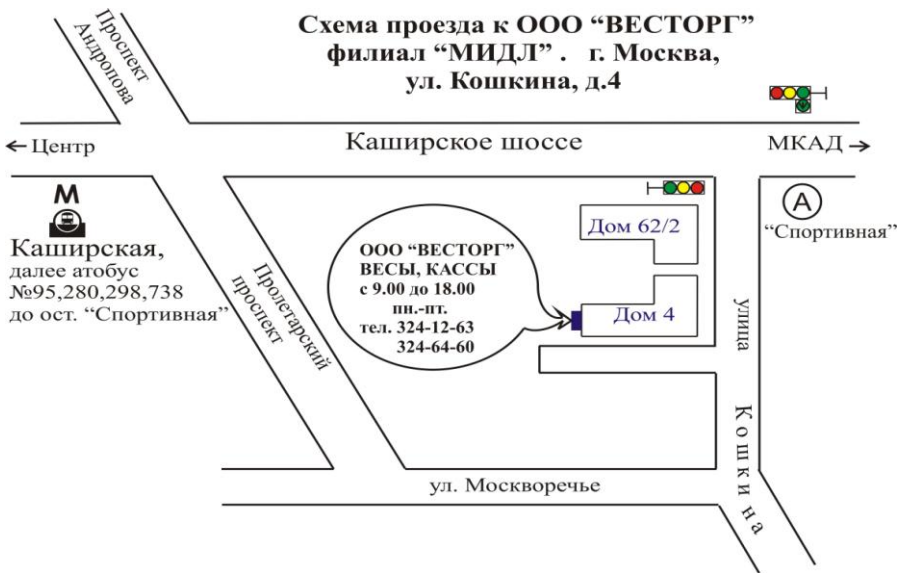 Схема проезда к ООО “ВЕСТОРГ”
филиал “МИДЛ” . г. Москва,
ул. Кошкина, д.4
Проспект
Андропова
← Центр
Каширское шоссе
МКАД →
М
Каширская,
далее атобус
№95,280,298,738
до ост. “Спортивная”
Пролетарский
проспект
ООО “ВЕСТОРГ”
ВЕСЫ, КАССЫ
с 9.00 до 18.00
пн.-пт.
тел. 324-12-63
324-64-60
Дом 62/2
Дом 4
А
“Спортивная”
улица Кошкина
ул. Москворечье